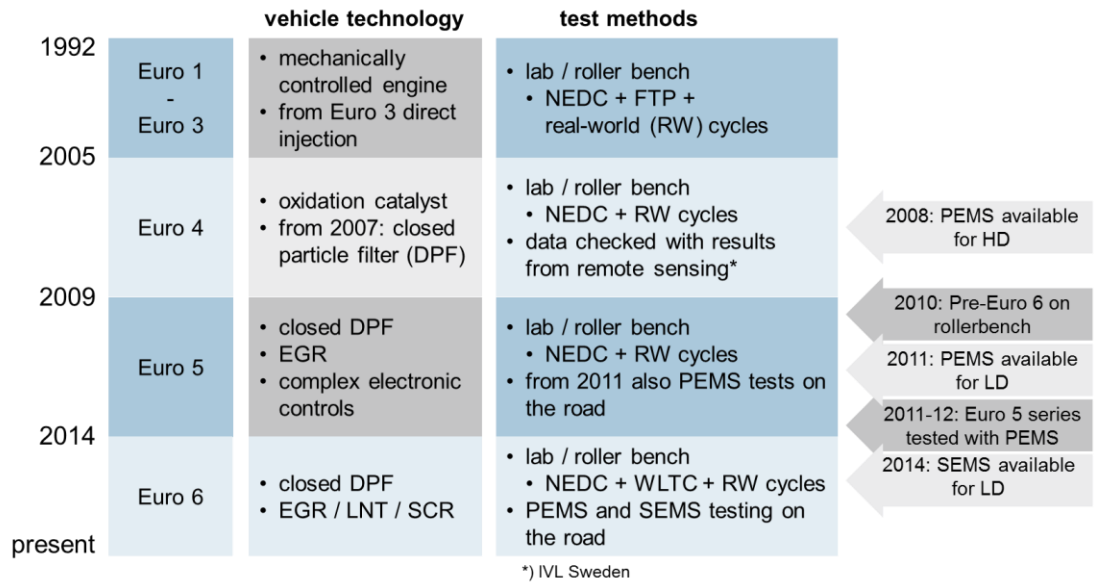 vehicle technology
test methods
1992
Euro 1
-
Euro 3
• mechanically
controlled engine
• from Euro 3 direct
injection
• lab / roller bench
• NEDC + FTP +
real-world (RW) cycles
2005
Euro 4
• oxidation catalyst
• from 2007: closed
particle filter (DPF)
• lab / roller bench
• NEDC + RW cycles
• data checked with results
from remote sensing*
2008: PEMS available
for HD
2009
Euro 5
• closed DPF
• EGR
• complex electronic
controls
• lab / roller bench
• NEDC + RW cycles
• from 2011 also PEMS tests on
the road
2010: Pre-Euro 6 on
rollerbench
2011: PEMS available
for LD
2011-12: Euro 5 series
tested with PEMS
2014
Euro 6
• closed DPF
• EGR / LNT / SCR
• lab / roller bench
• NEDC + WLTC + RW cycles
• PEMS and SEMS testing on
the road
2014: SEMS available
for LD
present
*) IVL Sweden